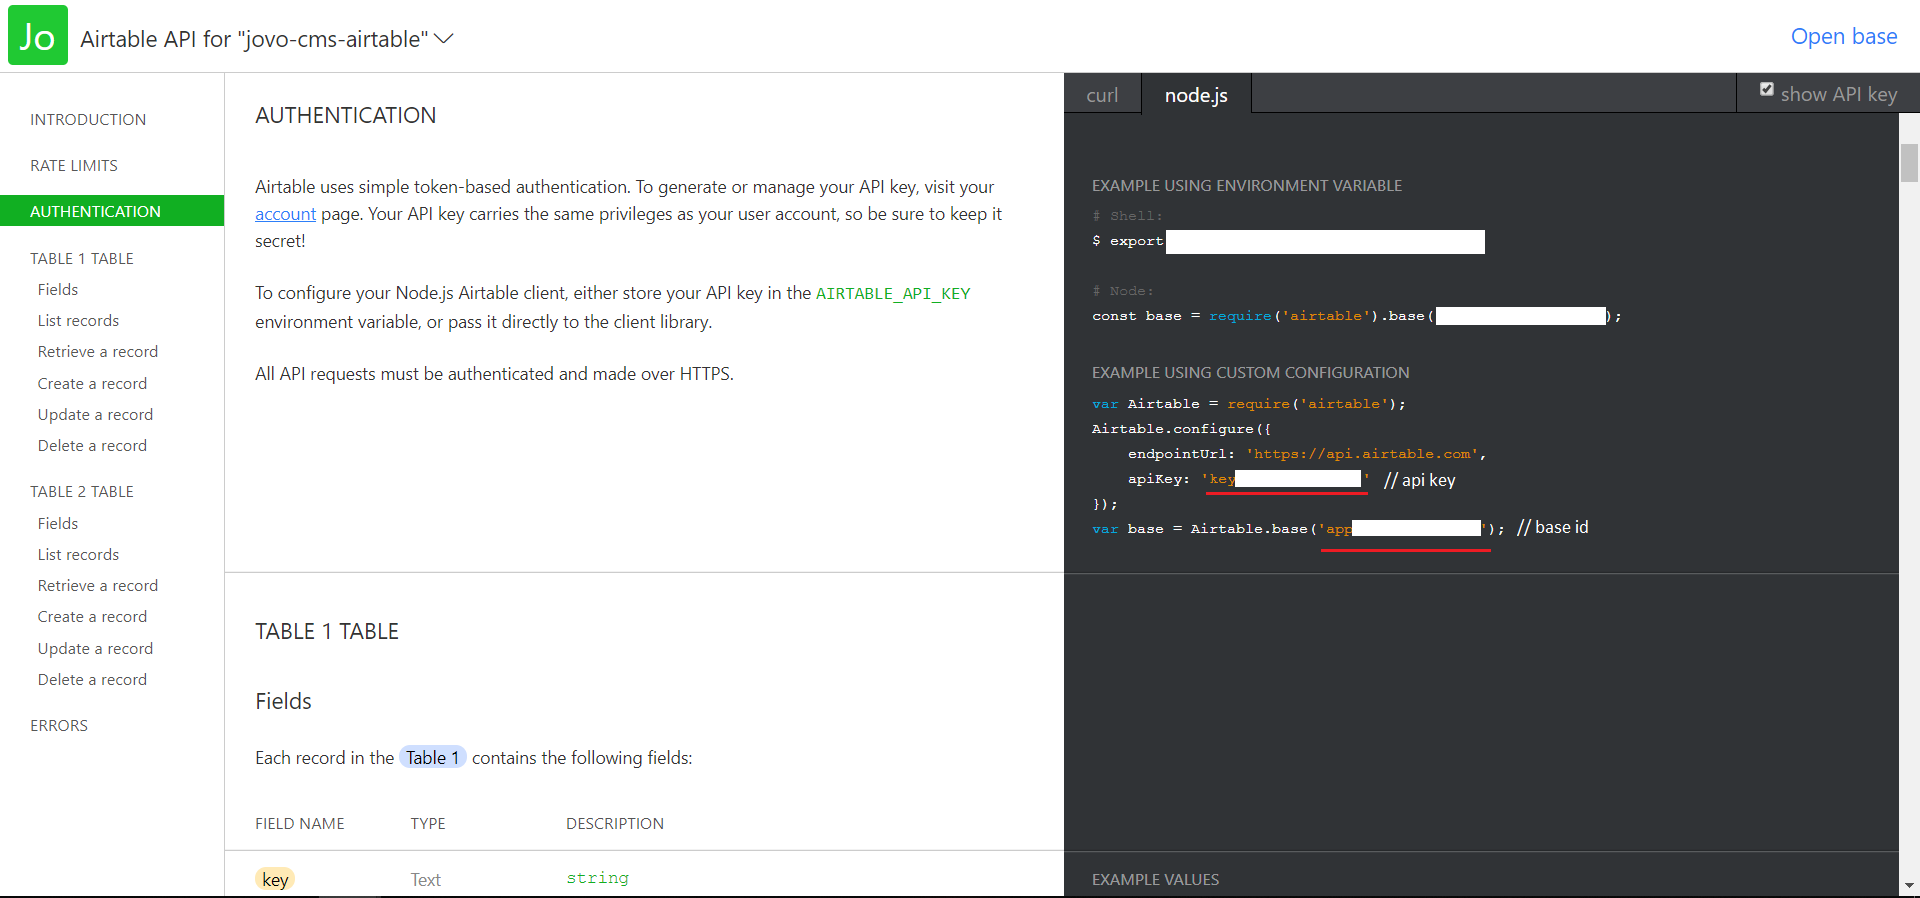 Jo
Airtable API for "jovo-cms-airtable"
Open base
INTRODUCTION
RATE LIMITS
AUTHENTICATION
TABLE 1 TABLE
Fields
List records
Retrieve a record
Create a record
Update a record
Delete a record
TABLE 2 TABLE
Fields
List records
Retrieve a record
Create a record
Update a record
Delete a record
ERRORS
AUTHENTICATION
Airtable uses simple token-based authentication. To generate or manage your API key, visit your
account page. Your API key carries the same privileges as your user account, so be sure to keep it
secret!
To configure your Node.js Airtable client, either store your API key in the AIRTABLE_API_KEY
environment variable, or pass it directly to the client library.
All API requests must be authenticated and made over HTTPS.
TABLE 1 TABLE
Fields
Each record in the Table 1 contains the following fields:
FIELD NAME TYPE DESCRIPTION
key Text string
curl node.js show API key
EXAMPLE USING ENVIRONMENT VARIABLE
# Shell:
$ export
# Node:
const base = require('airtable').base( );
EXAMPLE USING CUSTOM CONFIGURATION
var Airtable = require('airtable');
Airtable.configure({
endpointUrl: 'https://api.airtable.com',
apiKey: 'key ' // api key
});
var base = Airtable.base('app '); // base id
EXAMPLE VALUES